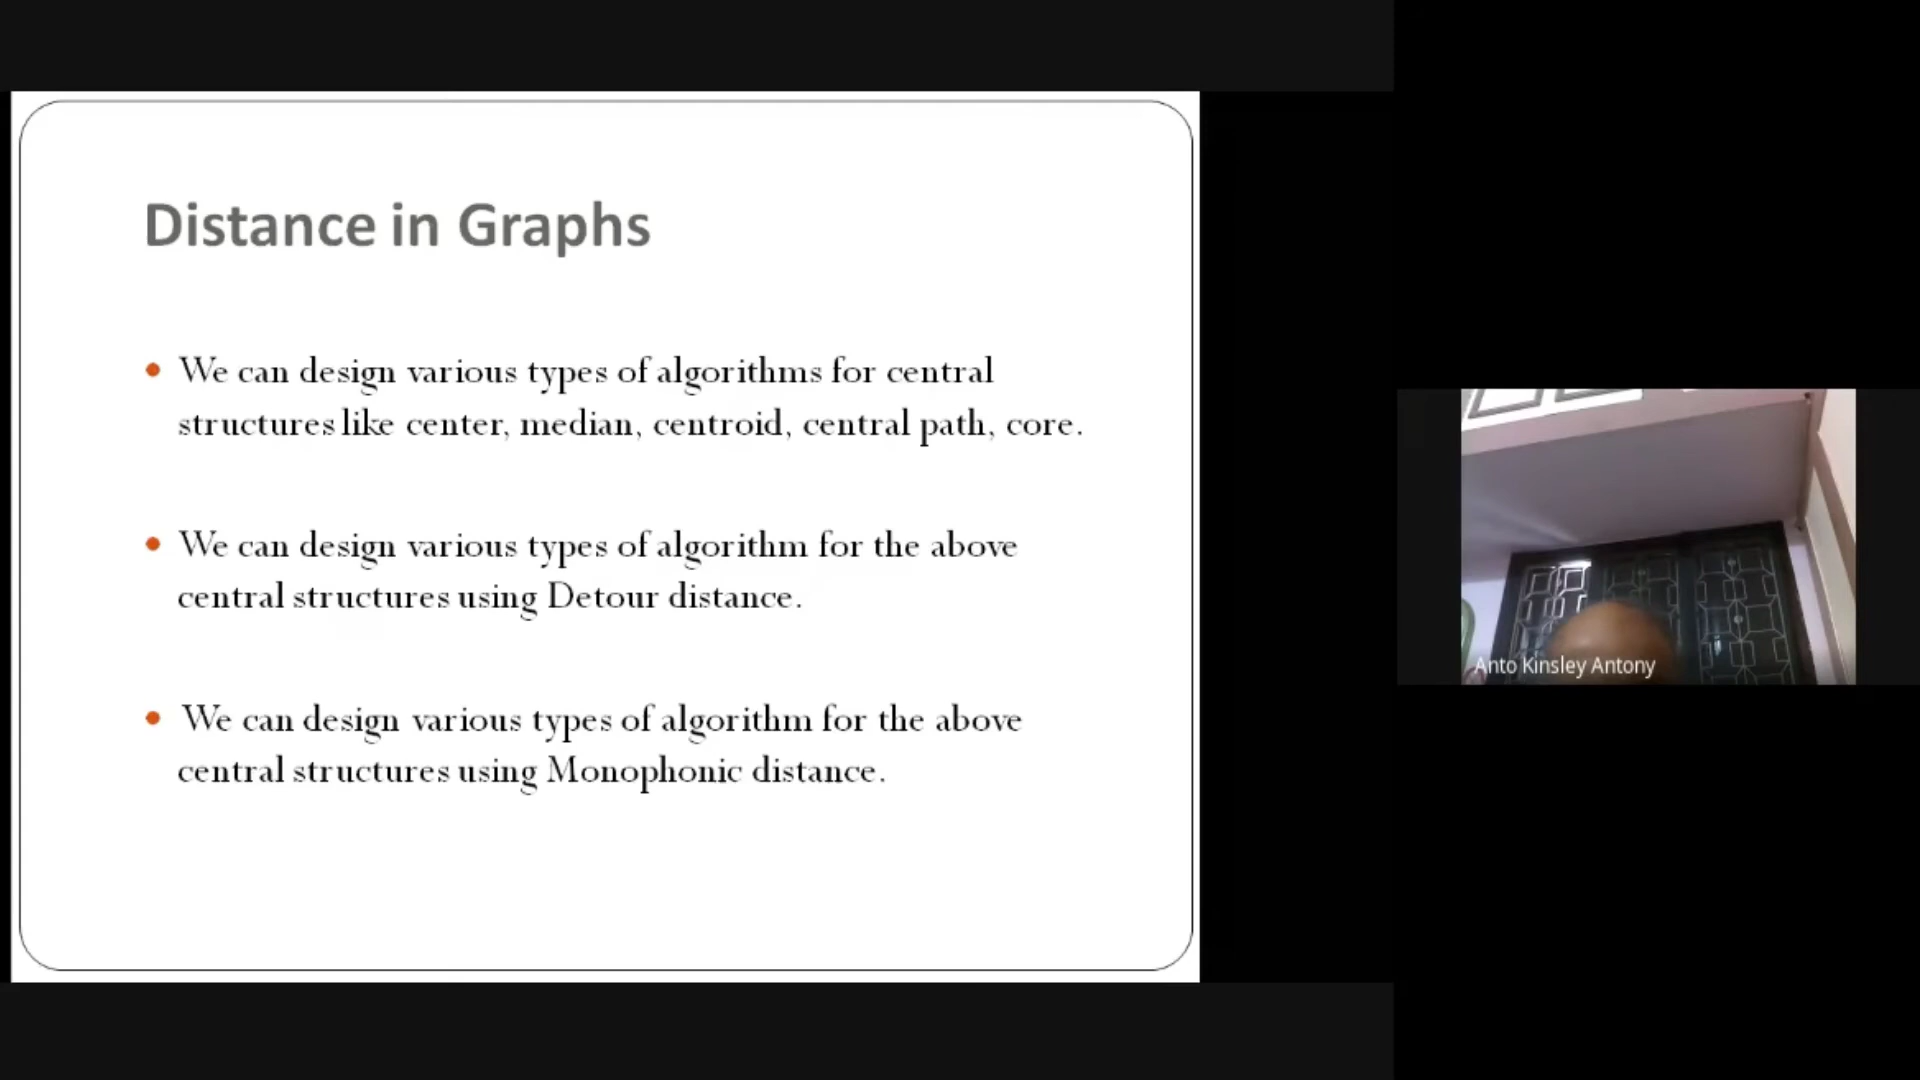 Distance in Graphs
We can design various types of algorithms for central
structures like center, median, centroid, central path, core.
We can design various types of algorithm for the above
central structures using Detour distance.
We can design various types of algorithm for the above
central structures using Monophonic distance.
Anto Kinsley Antony